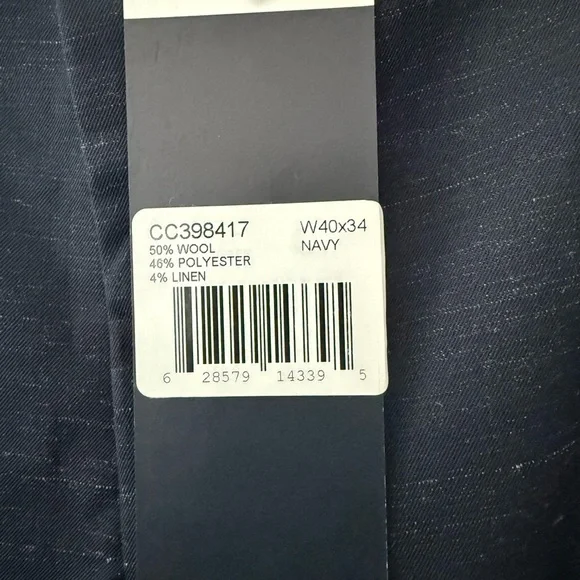 CC398417 W40x34
50% WOOL NAVY
46% POLYESTER
4% LINEN
6 28579 14339 5